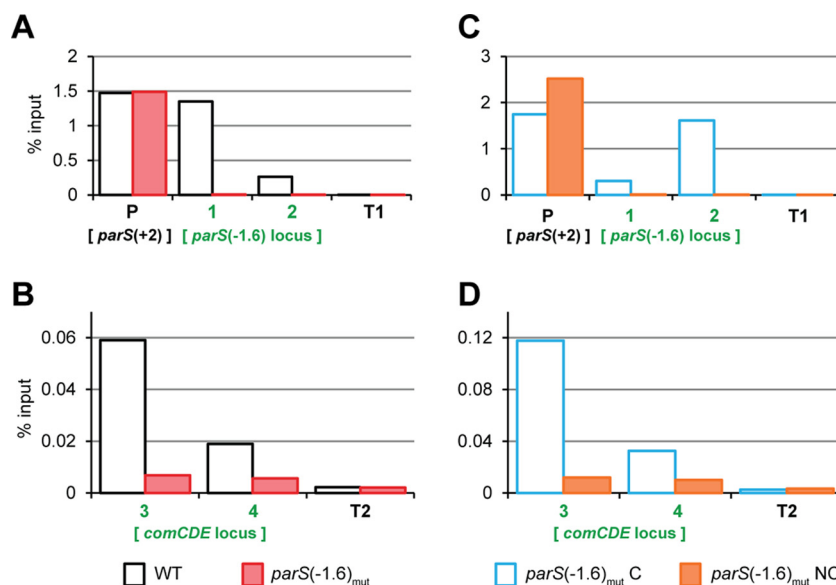 A
2
1.5
1
0.5
0
% input
P 1 2 T1
[ parS(+2) ] [ parS(-1.6) locus ]
C
3
2
1
0
P 1 2 T1
[ parS(+2) ] [ parS(-1.6) locus ]
B
0.06
0.04
0.02
0
% input
3 4 T2
[ comCDE locus ]
D
0.12
0.08
0.04
0
3 4 T2
[ comCDE locus ]
WT parS(-1.6)mut parS(-1.6)mut C parS(-1.6)mut NC